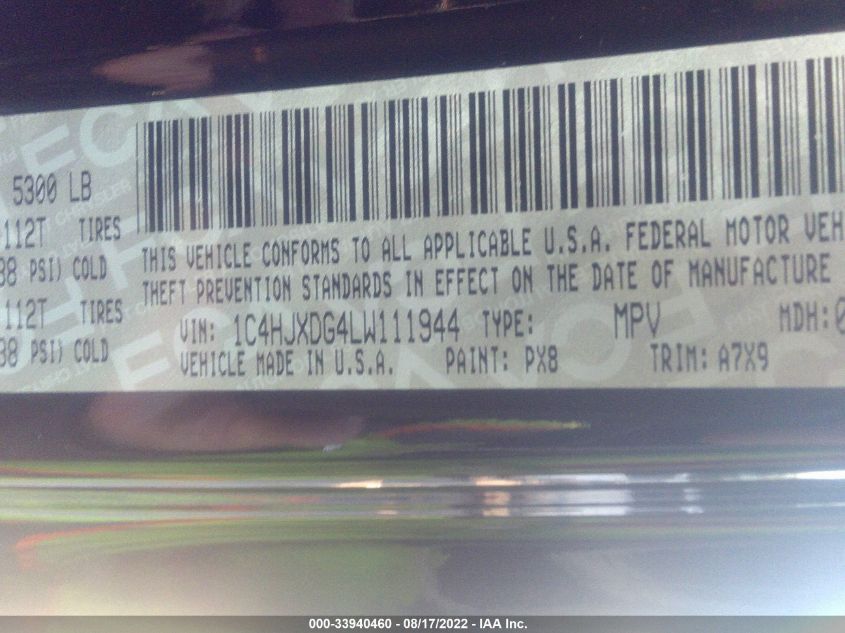 5300 LB
112T TIRES
38 PSI) COLD
112T TIRES
38 PSI) COLD
THIS VEHICLE CONFORMS TO ALL APPLICABLE U.S.A. FEDERAL MOTOR VEH
THEFT PREVENTION STANDARDS IN EFFECT ON THE DATE OF MANUFACTURE
VIN: 1C4HJXDG4LW111944 TYPE: MPV MDH:0
VEHICLE MADE IN U.S.A. PAINT: PX8 TRIM: A7X9
000-33940460 - 08/17/2022 - IAA Inc.